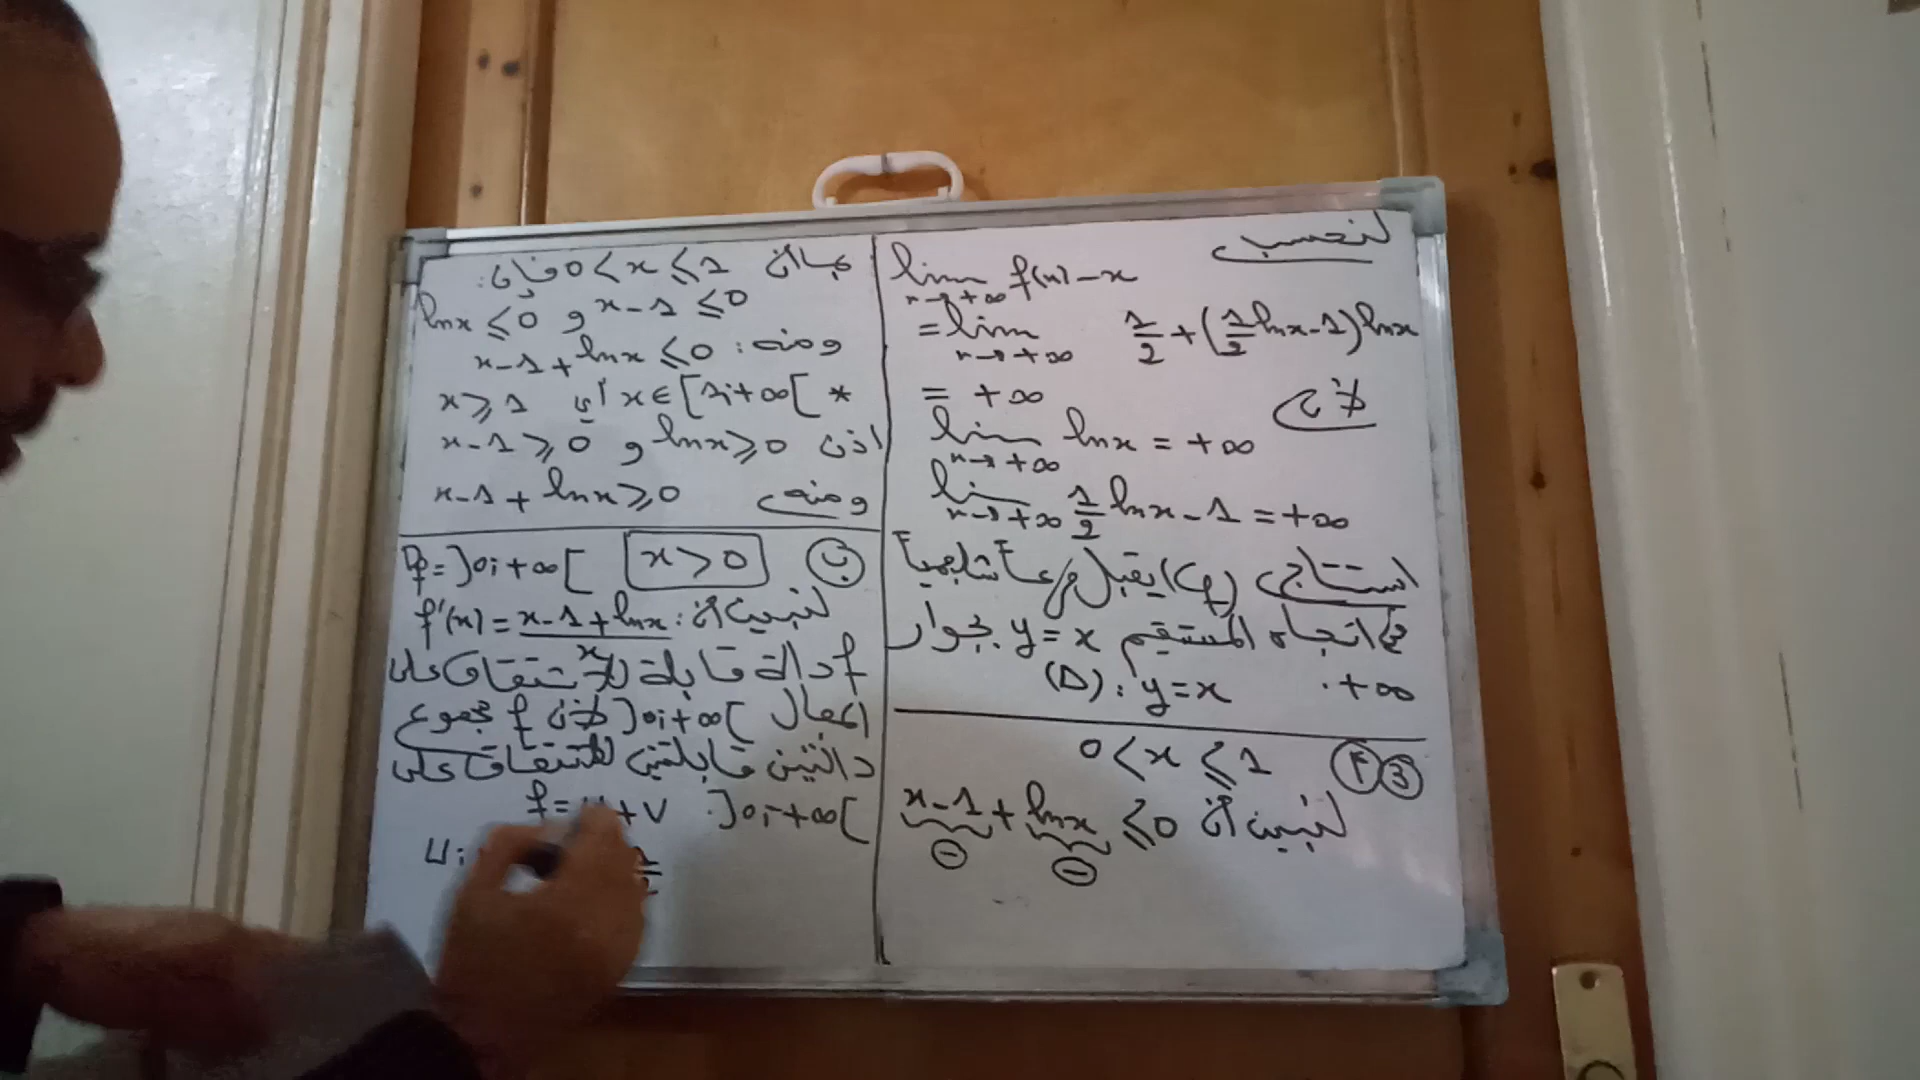 لنحسب
lim f(x) - x
x→+∞
= lim 1/2 + (1/2 lnx - 1) lnx
x→+∞
= +∞
لأن
lim lnx = +∞
x→+∞
lim 1/2 lnx - 1 = +∞
x→+∞
استنتاج (Cf) يقبل فرعاً شلجمياً
في اتجاه المستقيم y = x بجوار
+∞. (Δ): y = x
③ أ 0 < x ≤ 1
لنبين أن x - 1 + lnx ≤ 0
⊖ ⊖
بما أن 0 < x ≤ 1 فإن:
x - 1 ≤ 0 و lnx ≤ 0
ومنه: x - 1 + lnx ≤ 0
* x ∈ [1; +∞[ أي x ≥ 1
اذن lnx ≥ 0 و x - 1 ≥ 0
ومنه x - 1 + lnx ≥ 0
ب x > 0 Df = ]0; +∞[
لنبين أن: f'(x) = (x - 1 + lnx)/x
f دالة قابلة للاشتقاق على
المجال ]0; +∞[ لأن f مجموع
دالتين قابلتين للاشتقاق على
]0; +∞[. f = u + v
U: